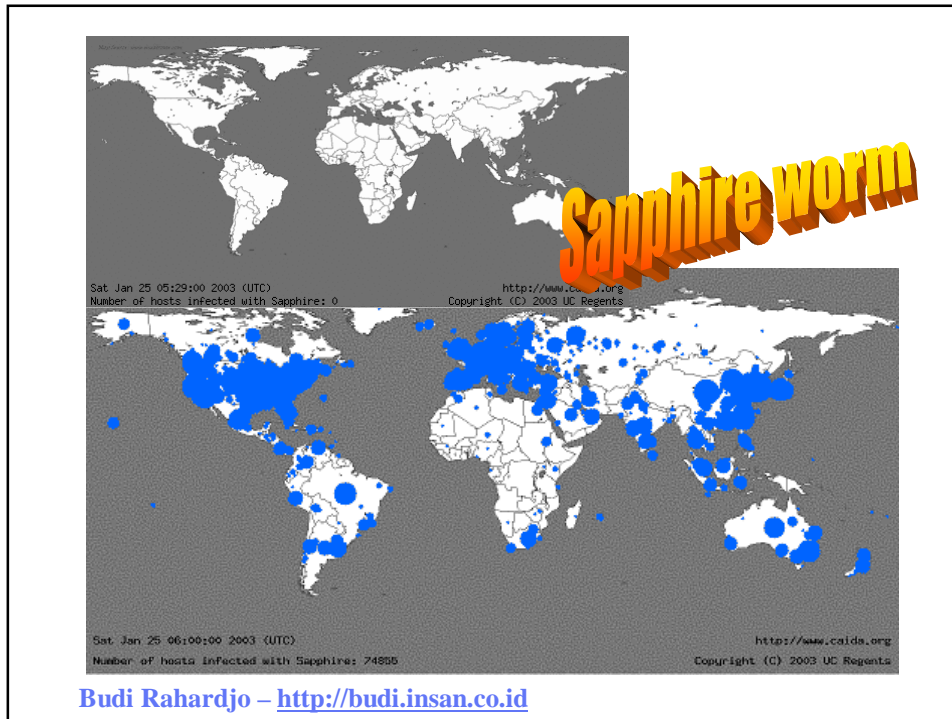 Sapphire worm
Sat Jan 25 05:29:00 2003 (UTC)
Number of hosts infected with Sapphire: 0
http://www.caida.org
Copyright (C) 2003 UC Regents
Sat Jan 25 06:00:00 2003 (UTC)
Number of hosts infected with Sapphire: 74855
http://www.caida.org
Copyright (C) 2003 UC Regents
Budi Rahardjo – http://budi.insan.co.id